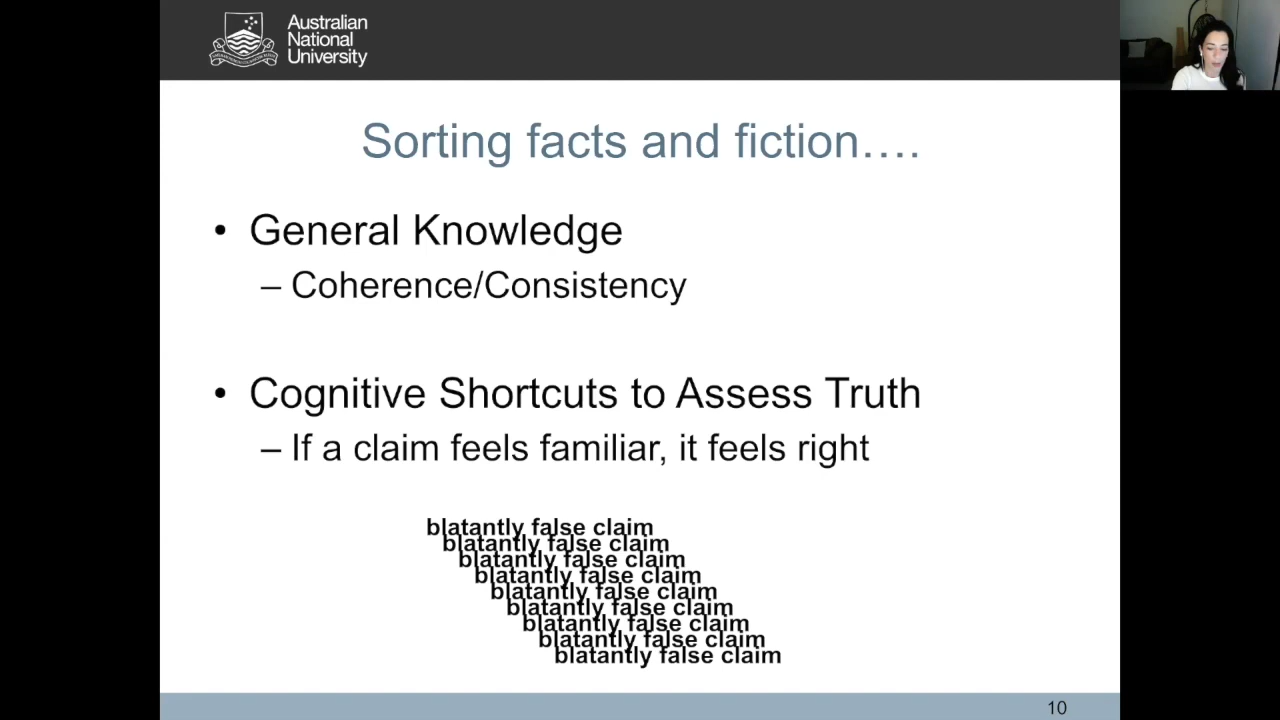 Australian
National
University
Sorting facts and fiction….
• General Knowledge
– Coherence/Consistency
• Cognitive Shortcuts to Assess Truth
– If a claim feels familiar, it feels right
blatantly false claim
blatantly false claim
blatantly false claim
blatantly false claim
blatantly false claim
blatantly false claim
blatantly false claim
blatantly false claim
blatantly false claim
10